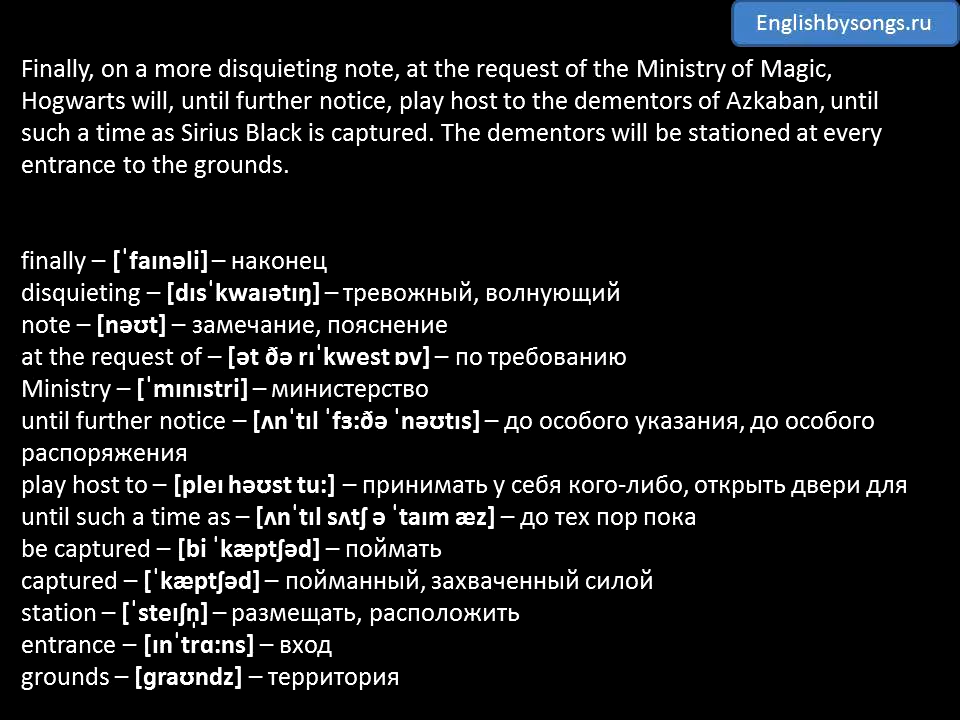 Englishbysongs.ru
Finally, on a more disquieting note, at the request of the Ministry of Magic,
Hogwarts will, until further notice, play host to the dementors of Azkaban, until
such a time as Sirius Black is captured. The dementors will be stationed at every
entrance to the grounds.
finally – [ˈfaɪnəli] – наконец
disquieting – [dɪsˈkwaɪətɪŋ] – тревожный, волнующий
note – [nəʊt] – замечание, пояснение
at the request of – [ət ðə rɪˈkwest ɒv] – по требованию
Ministry – [ˈmɪnɪstri] – министерство
until further notice – [ʌnˈtɪl ˈfɜ:ðə ˈnəʊtɪs] – до особого указания, до особого
распоряжения
play host to – [pleɪ həʊst tu:] – принимать у себя кого-либо, открыть двери для
until such a time as – [ʌnˈtɪl sʌtʃ ə ˈtaɪm æz] – до тех пор пока
be captured – [bi ˈkæptʃəd] – поймать
captured – [ˈkæptʃəd] – пойманный, захваченный силой
station – [ˈsteɪʃn̩] – размещать, расположить
entrance – [ɪnˈtrɑ:ns] – вход
grounds – [ɡraʊndz] – территория